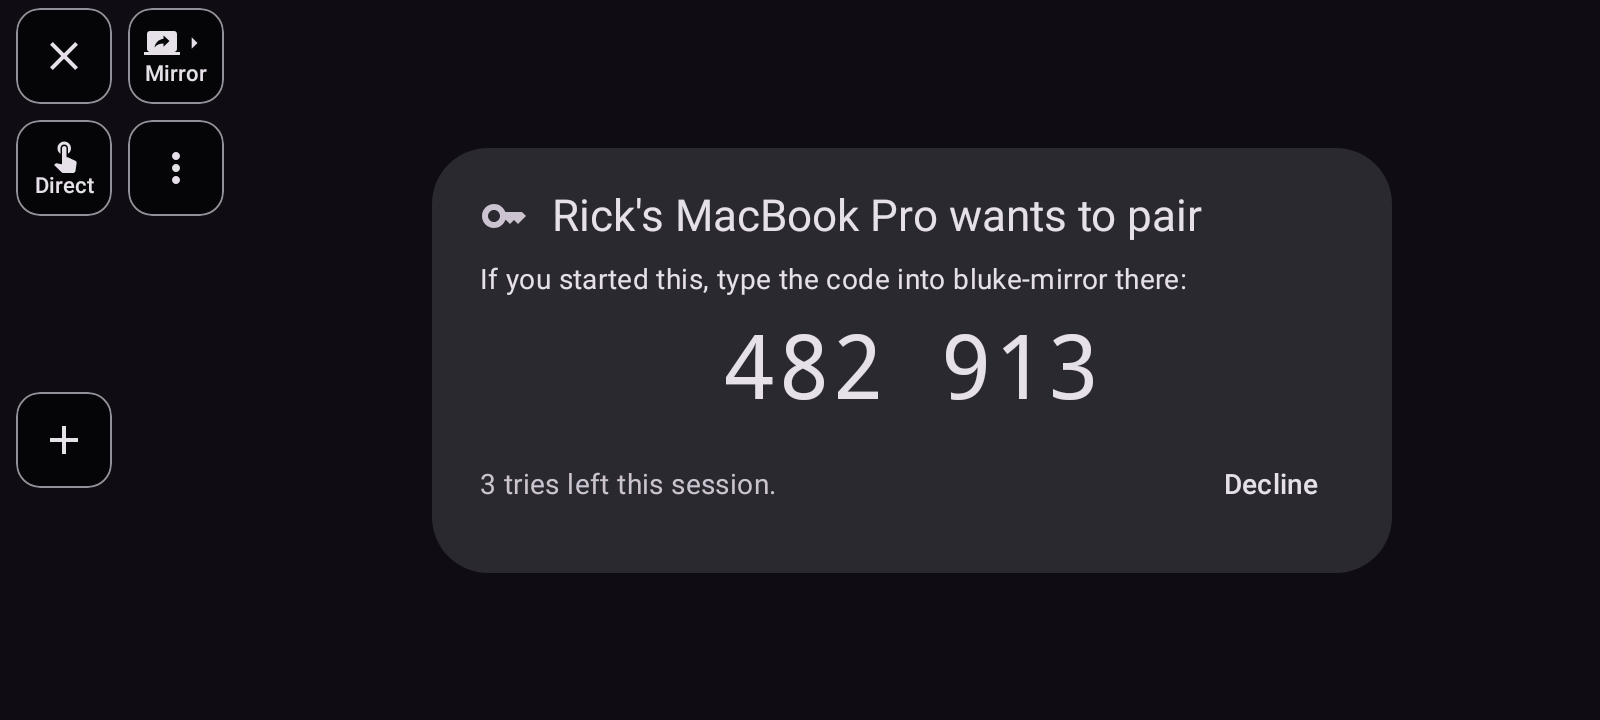 Mirror
Direct
Rick's MacBook Pro wants to pair
If you started this, type the code into bluke-mirror there:
482 913
3 tries left this session.
Decline